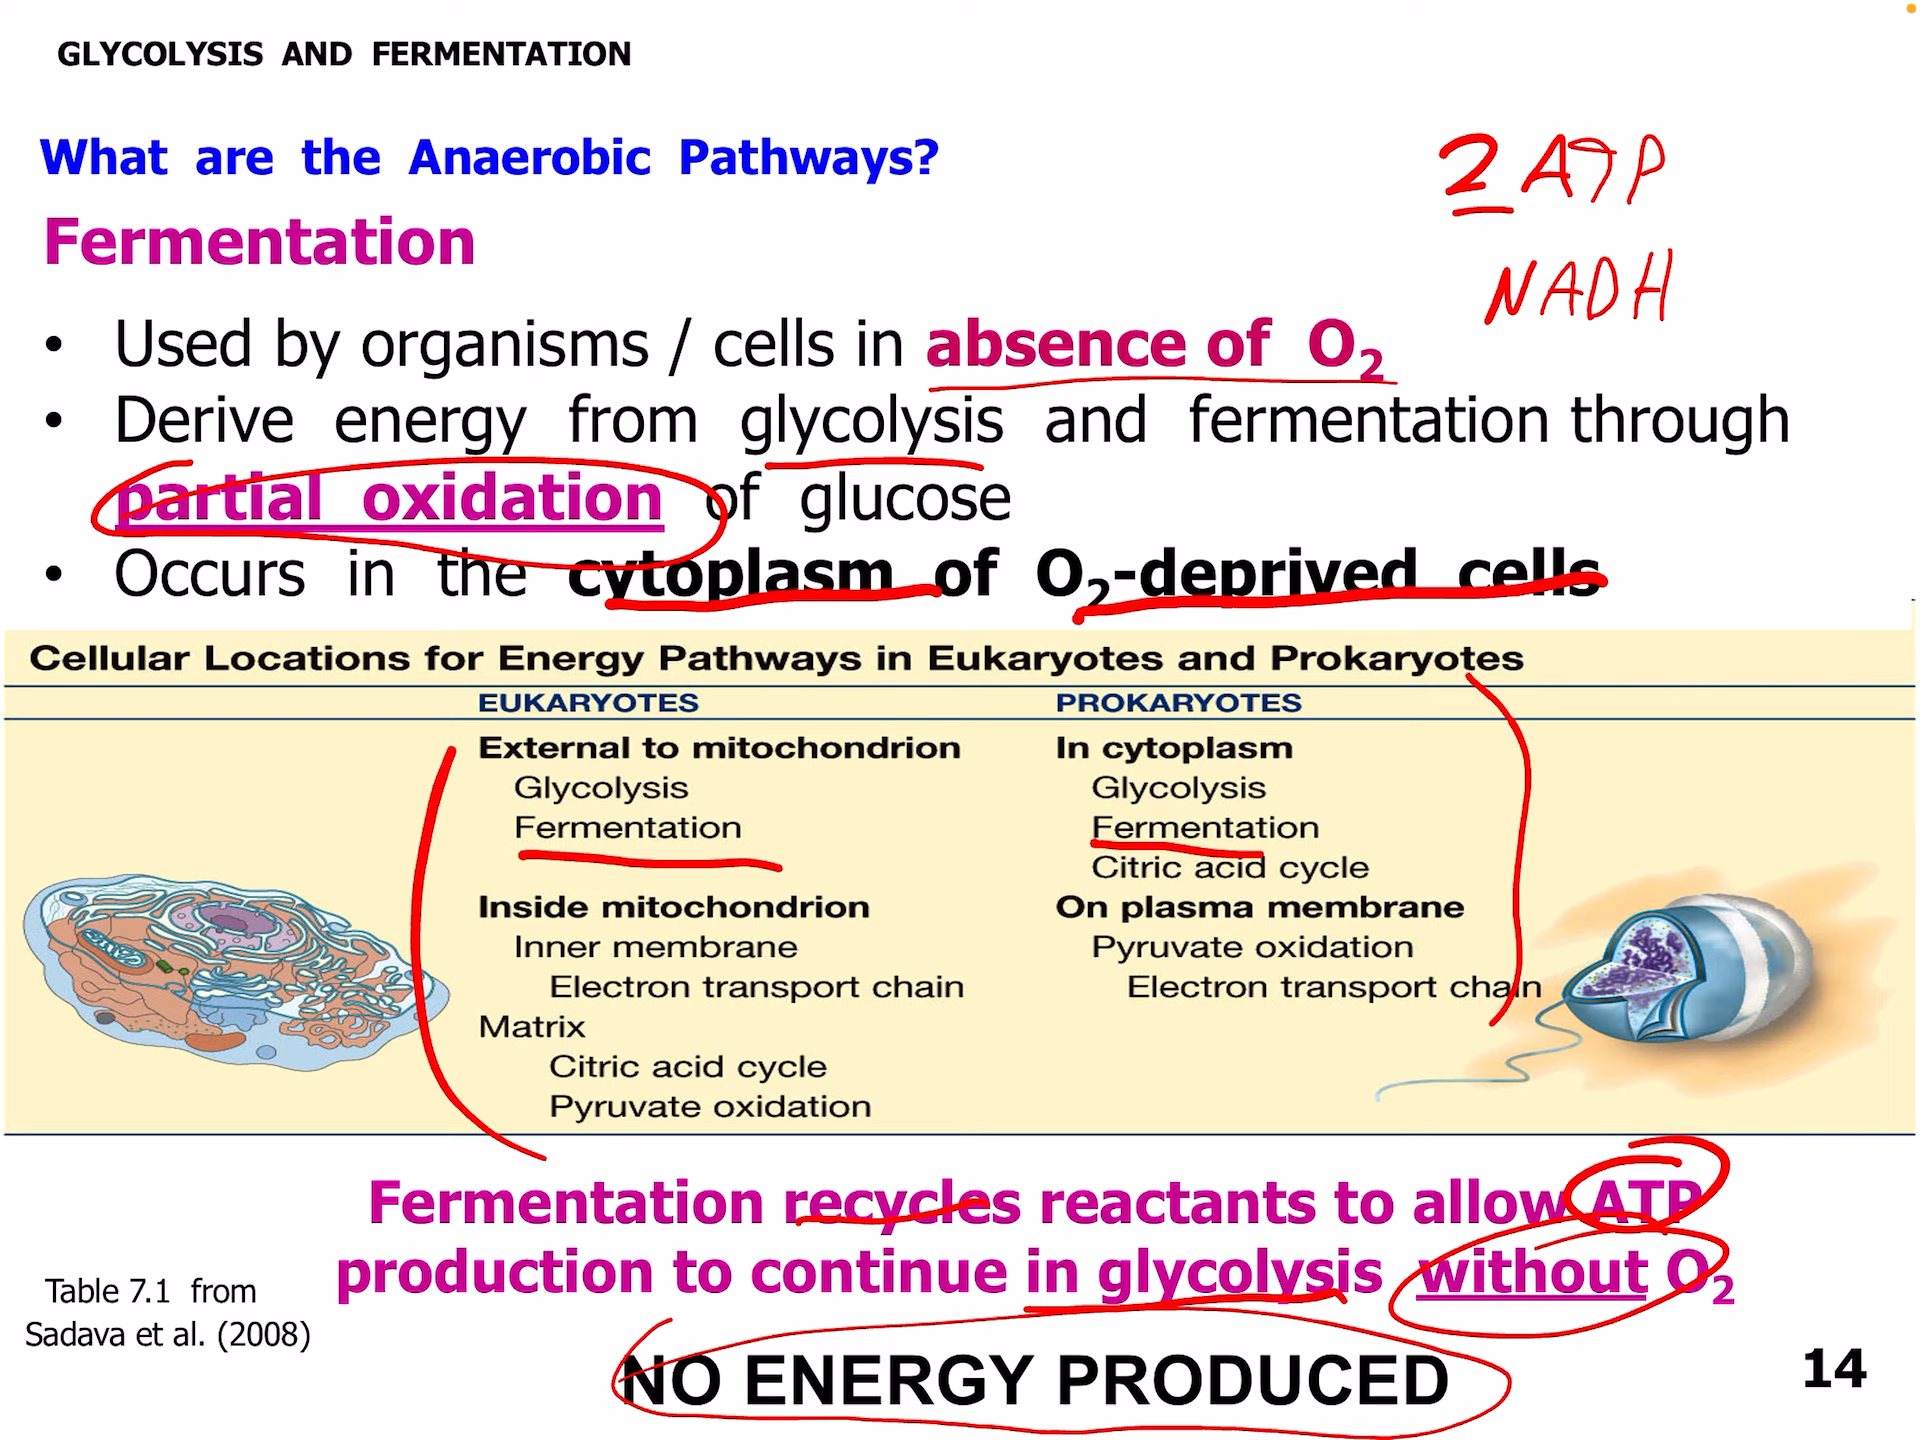 GLYCOLYSIS AND FERMENTATION
What are the Anaerobic Pathways?
2 ATP
Fermentation
NADH
• Used by organisms / cells in absence of O₂
• Derive energy from glycolysis and fermentation through
partial oxidation of glucose
• Occurs in the cytoplasm of O₂-deprived cells
Cellular Locations for Energy Pathways in Eukaryotes and Prokaryotes
EUKARYOTES
External to mitochondrion
Glycolysis
Fermentation
Inside mitochondrion
Inner membrane
Electron transport chain
Matrix
Citric acid cycle
Pyruvate oxidation
PROKARYOTES
In cytoplasm
Glycolysis
Fermentation
Citric acid cycle
On plasma membrane
Pyruvate oxidation
Electron transport chain
Fermentation recycles reactants to allow ATP
production to continue in glycolysis without O₂
Table 7.1 from
Sadava et al. (2008)
NO ENERGY PRODUCED
14